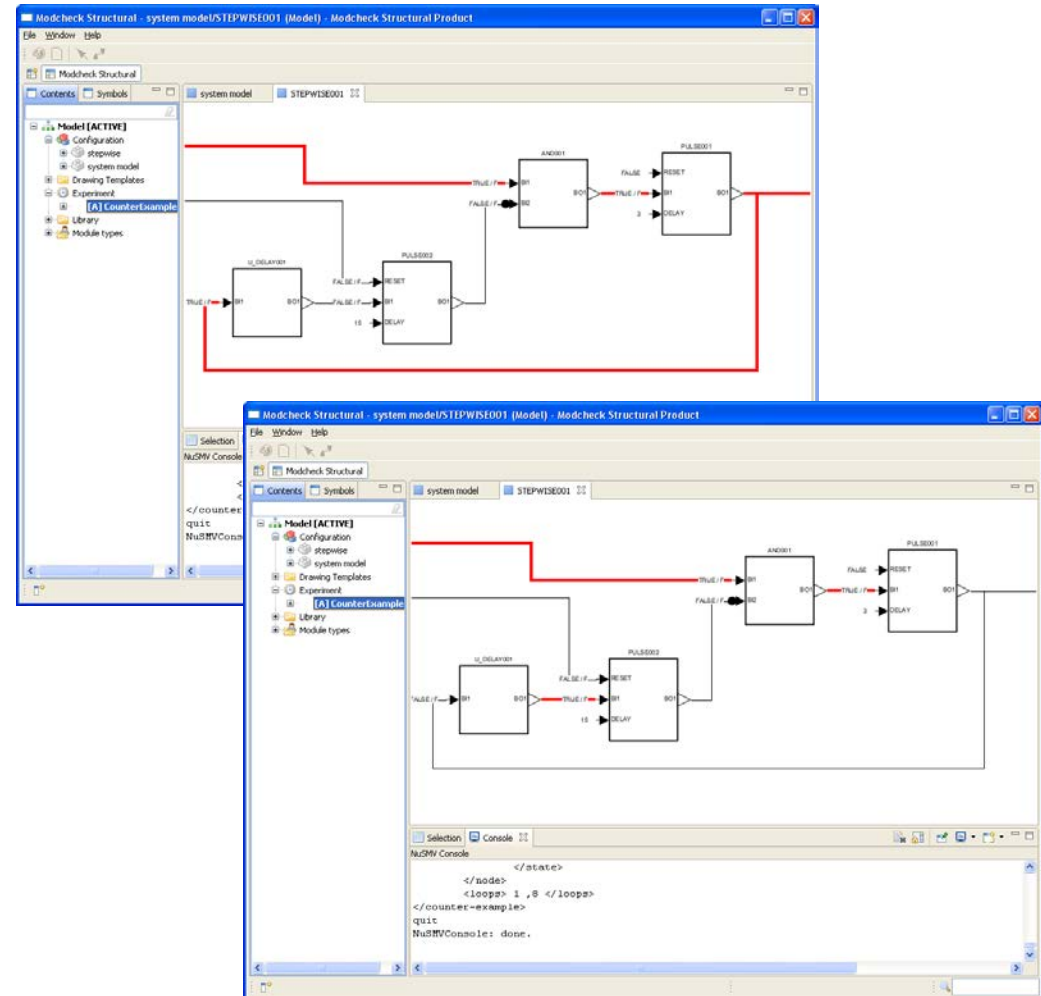 Modcheck Structural - system model/STEPWISE001 (Model) - Modcheck Structural Product
File Window Help
Modcheck Structural
Contents Symbols
system model STEPWISE001
Model [ACTIVE]
Configuration
stepwise
system model
Drawing Templates
Experiment
[A] CounterExample
Library
Module types
AND001
PULSE001
FALSE RESET
TRUE / F BI1
BO1
TRUE / F BI1
BO1
FALSE / F BI2
3 DELAY
U_DELAY001
PULSE002
FALSE / F RESET
TRUE / F BI1
BO1
FALSE / F BI1
BO1
15 DELAY
Selection
NuSMV Console
</counter
quit
NuSMVCons
Modcheck Structural - system model/STEPWISE001 (Model) - Modcheck Structural Product
File Window Help
Modcheck Structural
Contents Symbols
system model STEPWISE001
Model [ACTIVE]
Configuration
stepwise
system model
Drawing Templates
Experiment
[A] CounterExample
Library
Module types
AND001
PULSE001
FALSE RESET
TRUE / F BI1
BO1
TRUE / F BI1
BO1
FALSE / F BI2
3 DELAY
U_DELAY001
PULSE002
FALSE / F RESET
FALSE / F BI1
BO1
TRUE / F BI1
BO1
15 DELAY
Selection Console
NuSMV Console
</state>
</node>
<loops> 1 ,8 </loops>
</counter-example>
quit
NuSMVConsole: done.